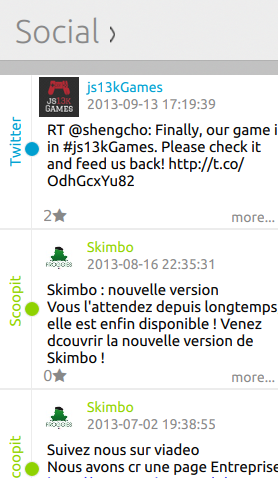 Social ›
js13kGames
2013-09-13 17:19:39
Twitter
JS13K
GAMES
RT @shengcho: Finally, our game i
in #js13kGames. Please check it
and feed us back! http://t.co/
OdhGcxYu82
2★
more...
Skimbo
2013-08-16 22:35:31
Scoopit
FROGGIES
Skimbo : nouvelle version
Vous l'attendez depuis longtemps
elle est enfin disponible ! Venez
dcouvrir la nouvelle version de
Skimbo !
0★
more...
Skimbo
2013-07-02 19:38:55
coopit
FROGGIES
Suivez nous sur viadeo
Nous avons cr une page Entreprise